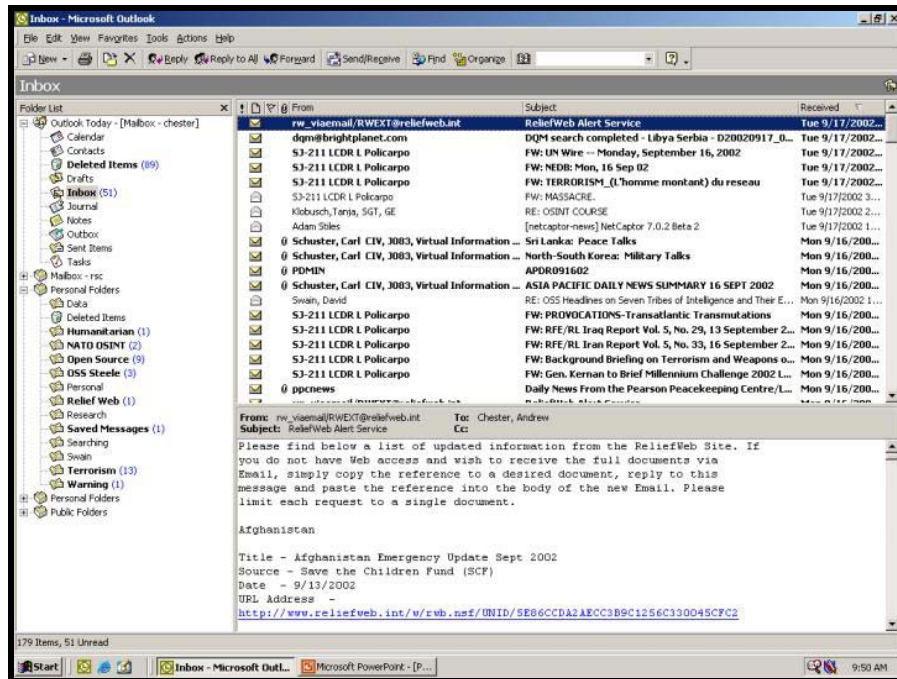 Inbox - Microsoft Outlook
File Edit View Favorites Tools Actions Help
New Reply Reply to All Forward Send/Receive Find Organize
Inbox
Folder List
Outlook Today - [Mailbox - chester]
Calendar
Contacts
Deleted Items (89)
Drafts
Inbox (51)
Journal
Notes
Outbox
Sent Items
Tasks
Mailbox - rsc
Personal Folders
Data
Deleted Items
Humanitarian (1)
NATO OSINT (2)
Open Source (9)
OSS Steele (3)
Personal
Relief Web (1)
Research
Saved Messages (1)
Searching
Swain
Terrorism (13)
Warning (1)
Personal Folders
Public Folders
From Subject Received
rw_viaemail/RWEXT@reliefweb.int ReliefWeb Alert Service Tue 9/17/2002...
dqm@brightplanet.com DQM search completed - Libya Serbia - D20020917_0... Tue 9/17/2002...
SJ-211 LCDR L Policarpo FW: UN Wire -- Monday, September 16, 2002 Tue 9/17/2002...
SJ-211 LCDR L Policarpo FW: NEDB: Mon, 16 Sep 02 Tue 9/17/2002...
SJ-211 LCDR L Policarpo FW: TERRORISM_(L'homme montant) du reseau Tue 9/17/2002...
SJ-211 LCDR L Policarpo FW: MASSACRE. Tue 9/17/2002 3...
Klobusch,Tanja, SGT, GE RE: OSINT COURSE Tue 9/17/2002 2...
Adam Stiles [netcaptor-news] NetCaptor 7.0.2 Beta 2 Tue 9/17/2002 1...
Schuster, Carl CIV, J083, Virtual Information ... Sri Lanka: Peace Talks Mon 9/16/200...
Schuster, Carl CIV, J083, Virtual Information ... North-South Korea: Military Talks Mon 9/16/200...
PDMIN APDR091602 Mon 9/16/200...
Schuster, Carl CIV, J083, Virtual Information ... ASIA PACIFIC DAILY NEWS SUMMARY 16 SEPT 2002 Mon 9/16/200...
Swain, David RE: OSS Headlines on Seven Tribes of Intelligence and Their E... Mon 9/16/2002 1...
SJ-211 LCDR L Policarpo FW: PROVOCATIONS-Transatlantic Transmutations Mon 9/16/200...
SJ-211 LCDR L Policarpo FW: RFE/RL Iraq Report Vol. 5, No. 29, 13 September 2... Mon 9/16/200...
SJ-211 LCDR L Policarpo FW: RFE/RL Iraq Report Vol. 5, No. 33, 16 September 2... Mon 9/16/200...
SJ-211 LCDR L Policarpo FW: Background Briefing on Terrorism and Weapons o... Mon 9/16/200...
SJ-211 LCDR L Policarpo FW: Gen. Kernan to Brief Millennium Challenge 2002 L... Mon 9/16/200...
ppcnews Daily News From the Pearson Peacekeeping Centre/L... Mon 9/16/200...
From: rw_viaemail/RWEXT@reliefweb.int To: Chester, Andrew
Subject: ReliefWeb Alert Service Cc:
Please find below a list of updated information from the ReliefWeb Site. If
you do not have Web access and wish to receive the full documents via
Email, simply copy the reference to a desired document, reply to this
message and paste the reference into the body of the new Email. Please
limit each request to a single document.
Afghanistan
Title - Afghanistan Emergency Update Sept 2002
Source - Save the Children Fund (SCF)
Date - 9/13/2002
URL Address -
http://www.reliefweb.int/w/rwb.nsf/UNID/5E86CCDA2AECC3B9C1256C330045CFC2
179 Items, 51 Unread
Start Inbox - Microsoft Outl... Microsoft PowerPoint - [P... 9:50 AM